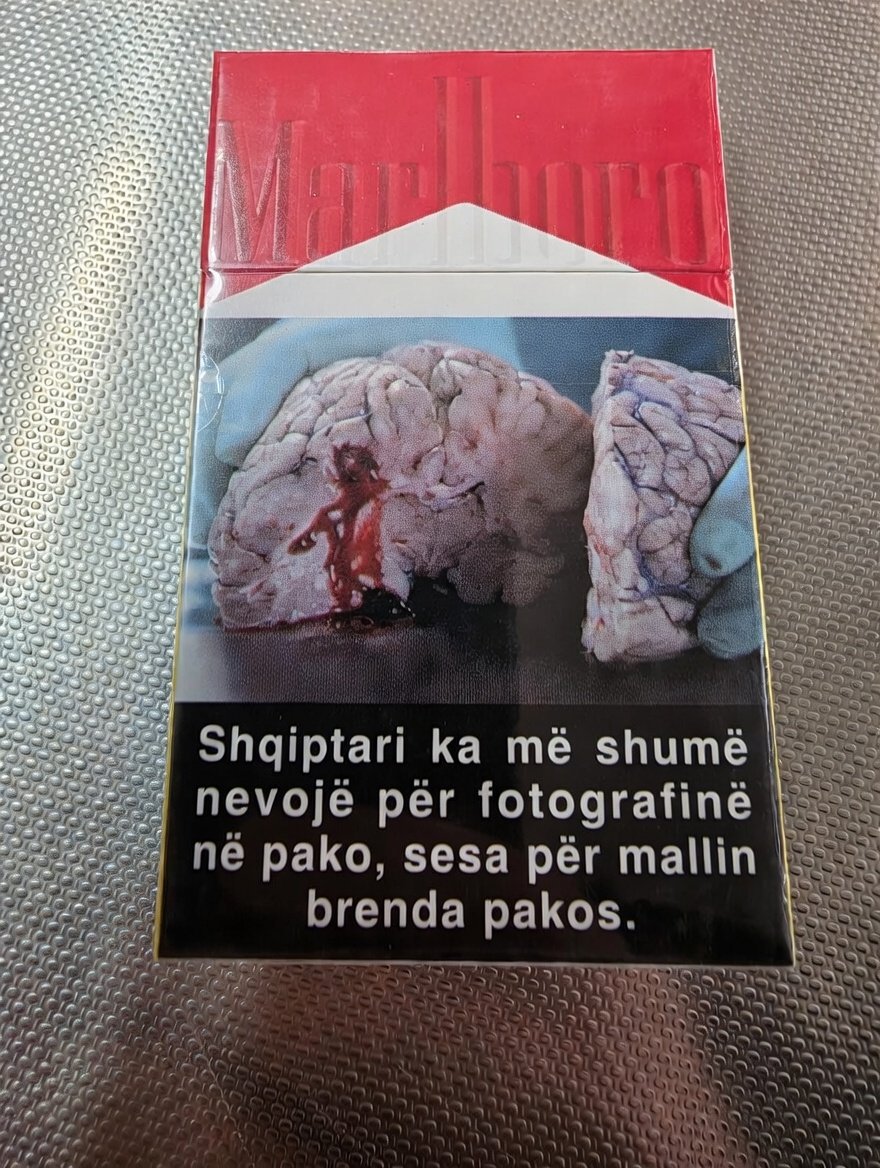 Marlboro
Shqiptari ka më shumë
nevojë për fotografinë
në pako, sesa për mallin
brenda pakos.